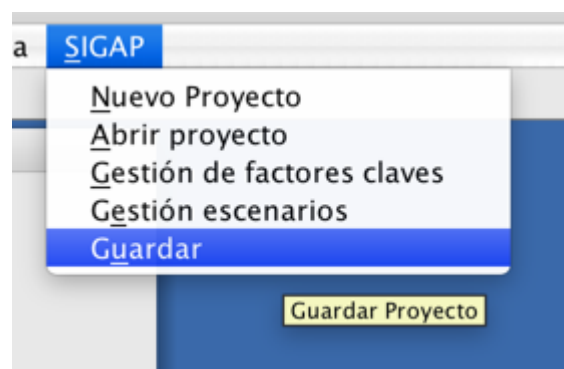 a SIGAP
Nuevo Proyecto
Abrir proyecto
Gestión de factores claves
Gestión escenarios
Guardar
Guardar Proyecto